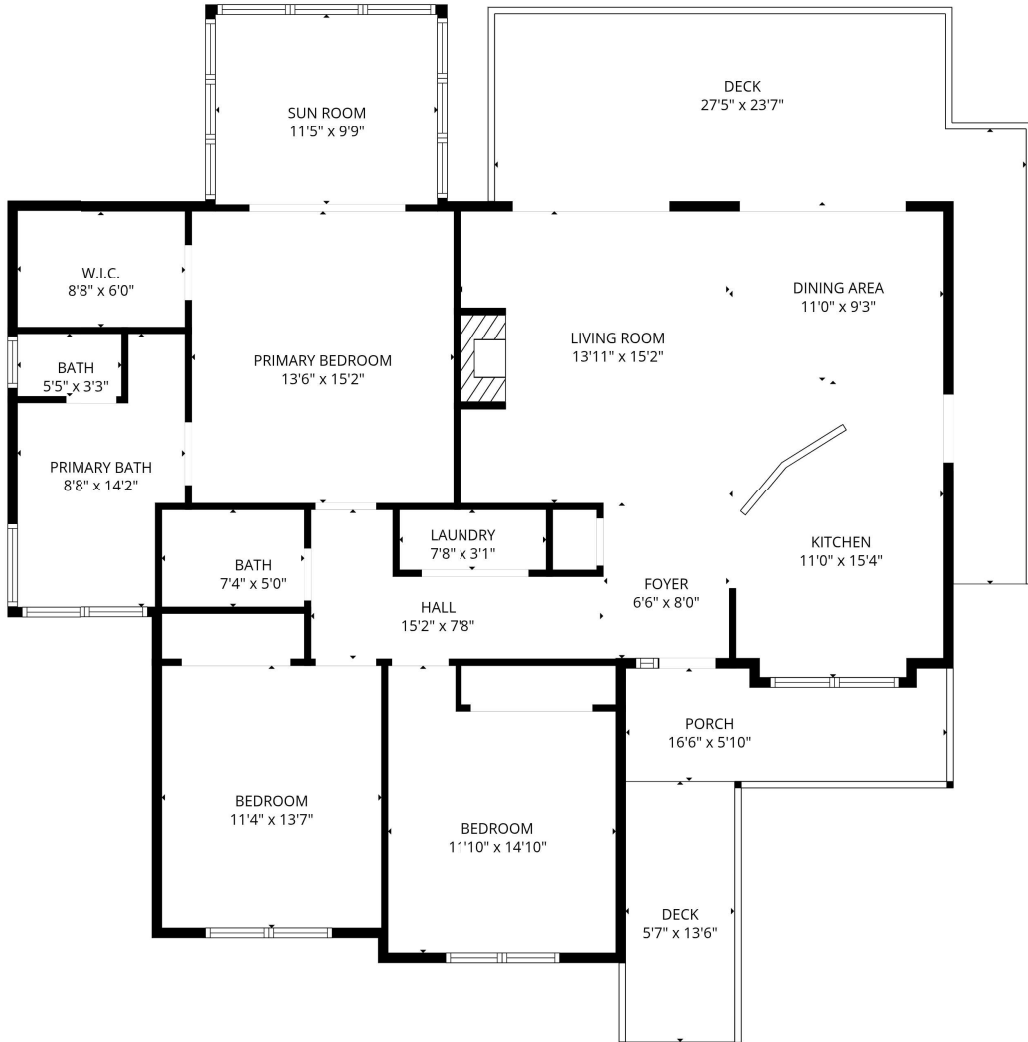 DECK
27'5" x 23'7"
SUN ROOM
11'5" x 9'9"
W.I.C.
8'8" x 6'0"
DINING AREA
11'0" x 9'3"
LIVING ROOM
13'11" x 15'2"
PRIMARY BEDROOM
13'6" x 15'2"
BATH
5'5" x 3'3"
PRIMARY BATH
8'8" x 14'2"
LAUNDRY
7'8" x 3'1"
KITCHEN
11'0" x 15'4"
BATH
7'4" x 5'0"
FOYER
6'6" x 8'0"
HALL
15'2" x 7'8"
PORCH
16'6" x 5'10"
BEDROOM
11'4" x 13'7"
BEDROOM
11'10" x 14'10"
DECK
5'7" x 13'6"